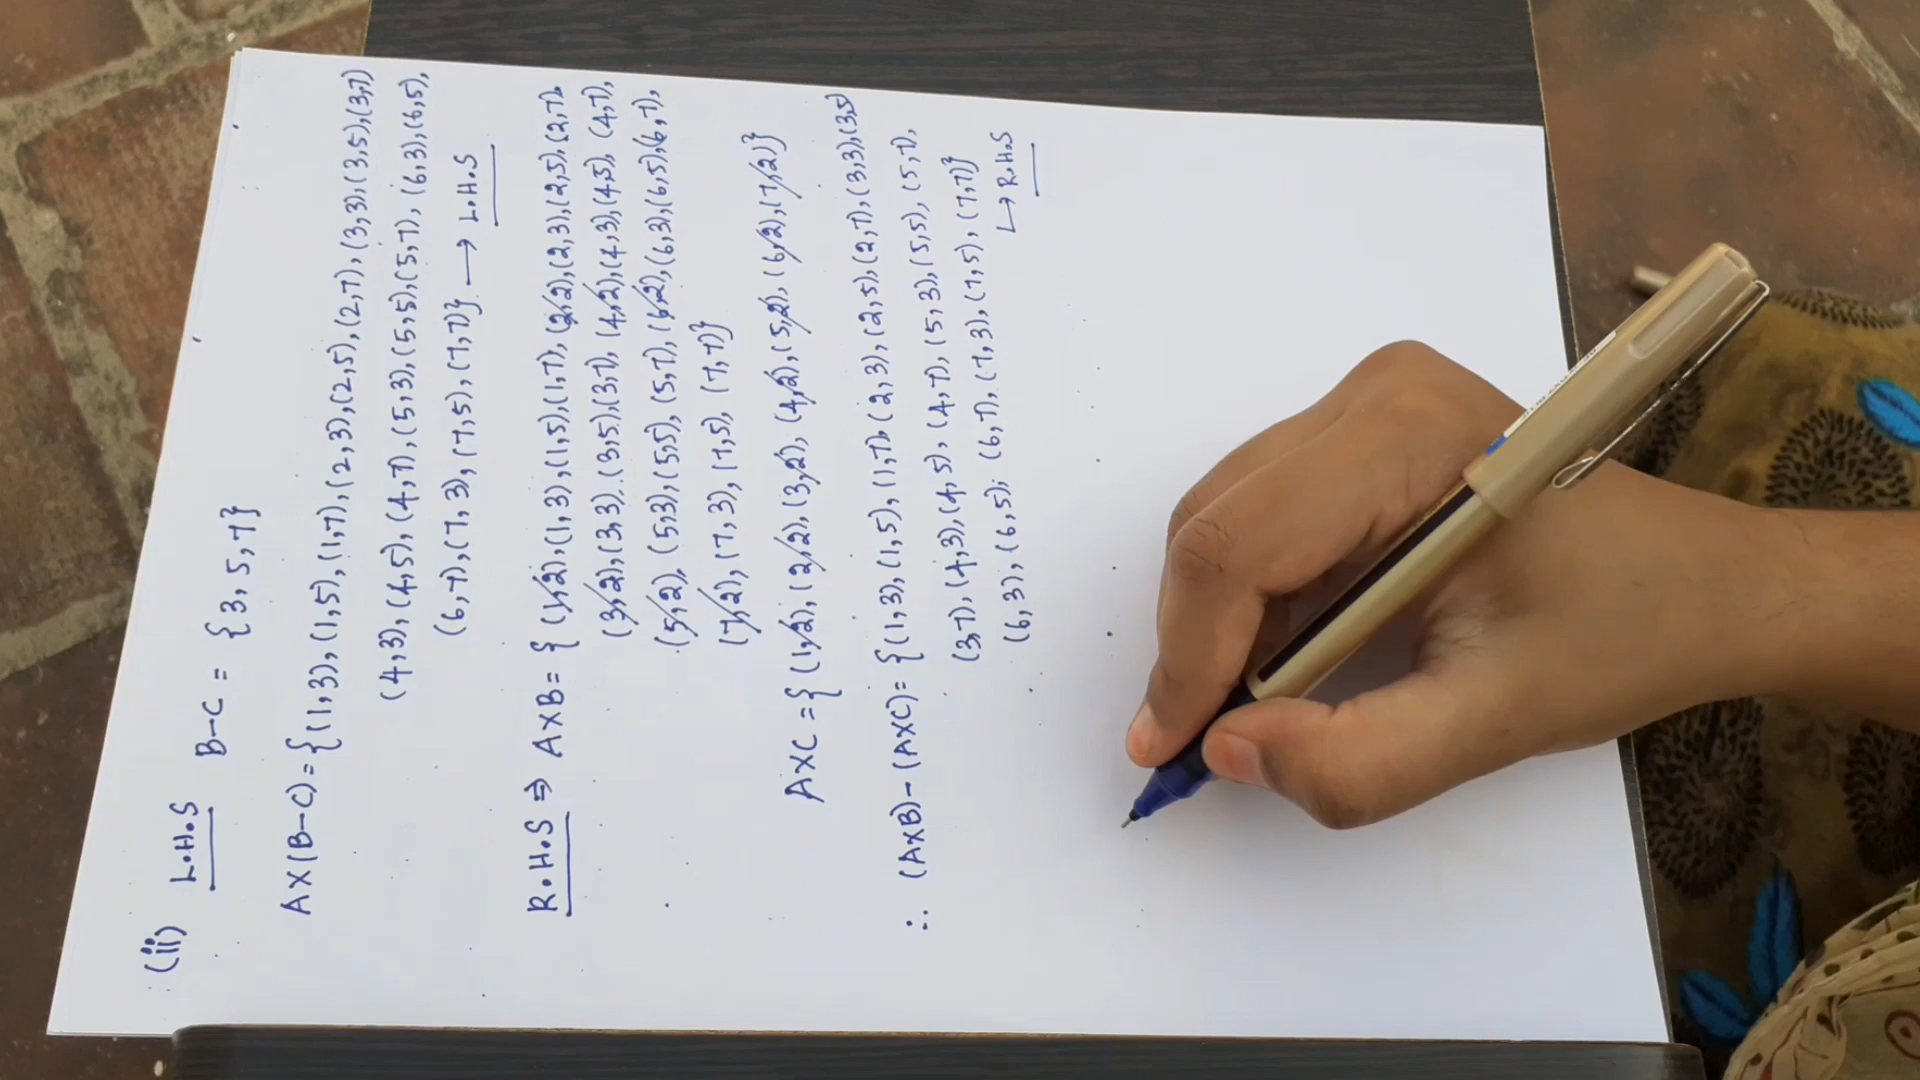 (ii) L.H.S B-C = {3,5,7}
A×(B-C)={(1,3),(1,5),(1,7),(2,3),(2,5),(2,7),(3,3),(3,5),(3,7)
(4,3),(4,5),(4,7),(5,3),(5,5),(5,7),(6,3),(6,5),
(6,7),(7,3),(7,5),(7,7)} → L.H.S
R.H.S ⇒ A×B= {(1,2),(1,3),(1,5),(1,7),(2,2),(2,3),(2,5),(2,7),
(3,2),(3,3),(3,5),(3,7),(4,2),(4,3),(4,5),(4,7),
(5,2),(5,3),(5,5),(5,7),(6,2),(6,3),(6,5),(6,7),
(7,2),(7,3),(7,5),(7,7)}
A×C={(1,2),(2,2),(3,2),(4,2),(5,2),(6,2),(7,2)}
∴ (A×B)-(A×C)={(1,3),(1,5),(1,7),(2,3),(2,5),(2,7),(3,3),(3,5)
(3,7),(4,3),(4,5),(4,7),(5,3),(5,5),(5,7),
(6,3),(6,5),(6,7),(7,3),(7,5),(7,7)}
↳ R.H.S